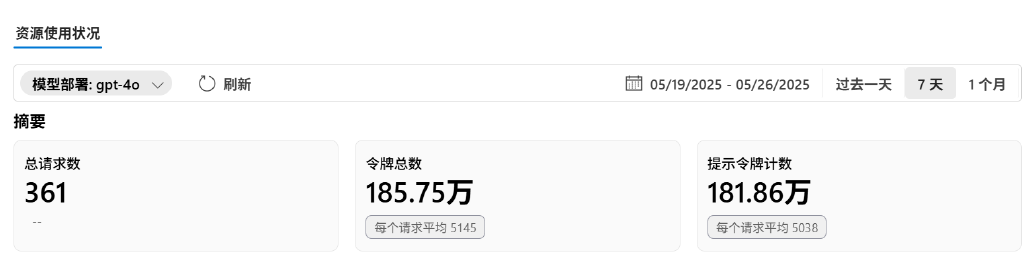 资源使用状况
模型部署: gpt-4o 刷新 05/19/2025 - 05/26/2025 过去一天 7 天 1 个月
摘要
总请求数 令牌总数 提示令牌计数
361 185.75万 181.86万
-- 每个请求平均 5145 每个请求平均 5038